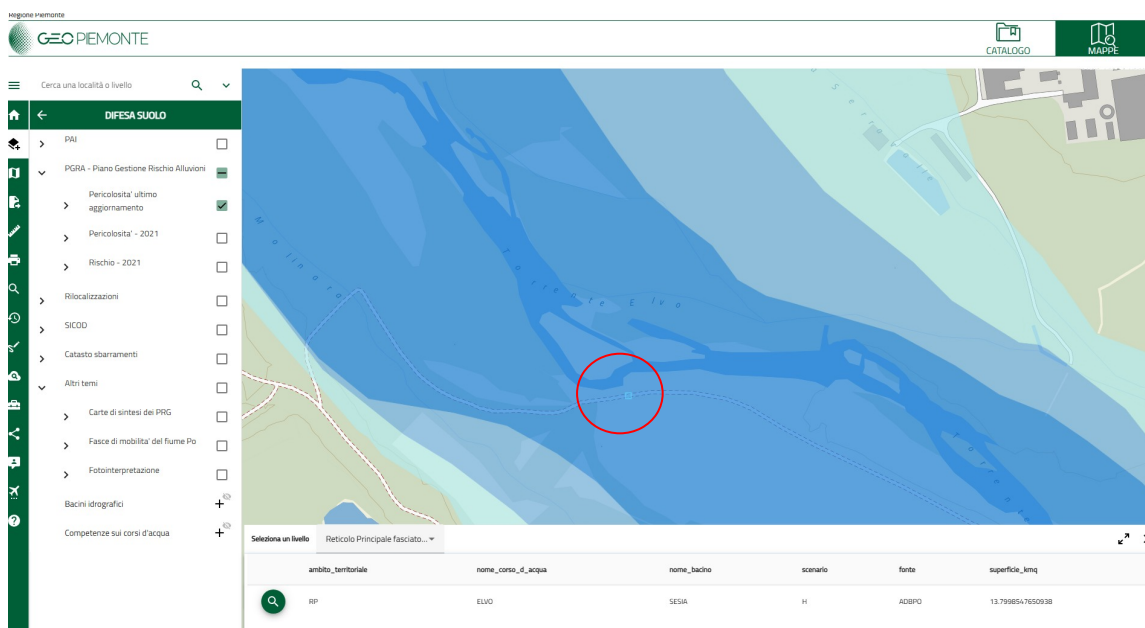 Regione Piemonte
GEOPIEMONTE
CATALOGO
MAPPE
Cerca una località o livello
DIFESA SUOLO
PAI
PGRA - Piano Gestione Rischio Alluvioni
Pericolosita' ultimo
aggiornamento
Pericolosita' - 2021
Rischio - 2021
Rilocalizzazioni
SICOD
Catasto sbarramenti
Altri temi
Carte di sintesi dei PRG
Fasce di mobilita' del fiume Po
Fotointerpretazione
Bacini idrografici
Competenze sui corsi d'acqua
Molinara
Torrente Elvo
Torrente
Seleziona un livello
Reticolo Principale fasciato...
ambito_territoriale nome_corso_d_acqua nome_bacino scenario fonte superficie_kmq
RP ELVO SESIA H ADBPO 13.7998547650938